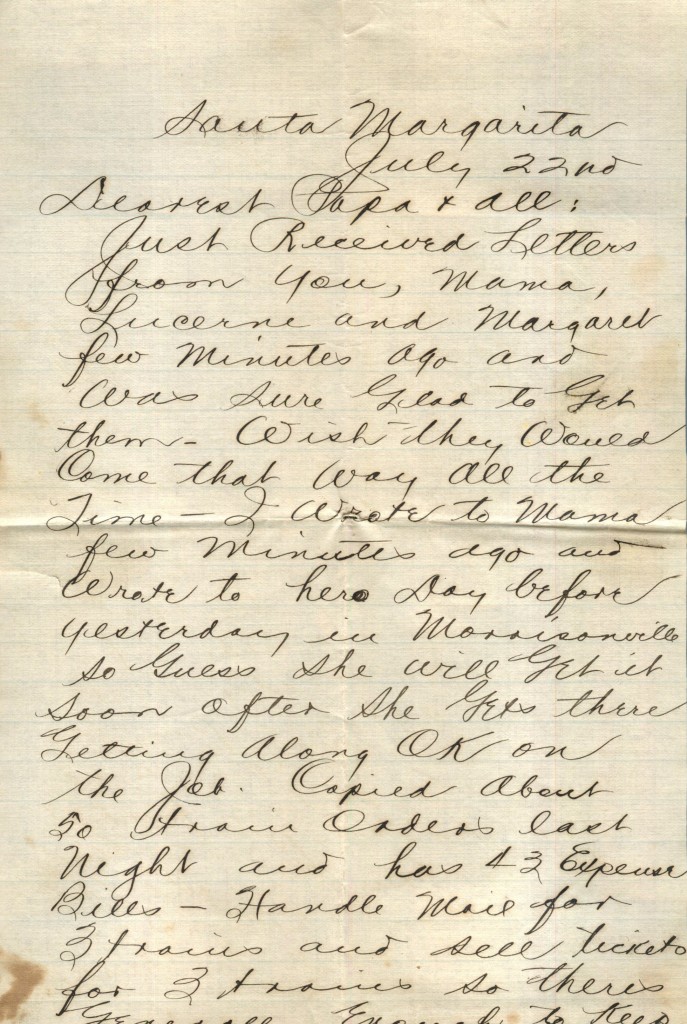 Santa Margarita
July 22nd
Dearest Papa & all:
Just Received Letters
from you, Mama,
Lucerne and Margaret
few Minutes ago and
Was sure Glad to Get
them - Wish they Would
Come that Way all the
Time - I Wrote to Mama
few Minutes ago and
Wrote to her Day before
yesterday in Morrisonville
so Guess she will Get it
soon after she Gets there
Getting along OK on
the Job. Copied About
50 train Orders last
Night and has 43 Expense
Bills - Handle Mail for
3 trains and sell tickets
for 3 trains so theres
Enough to Keep